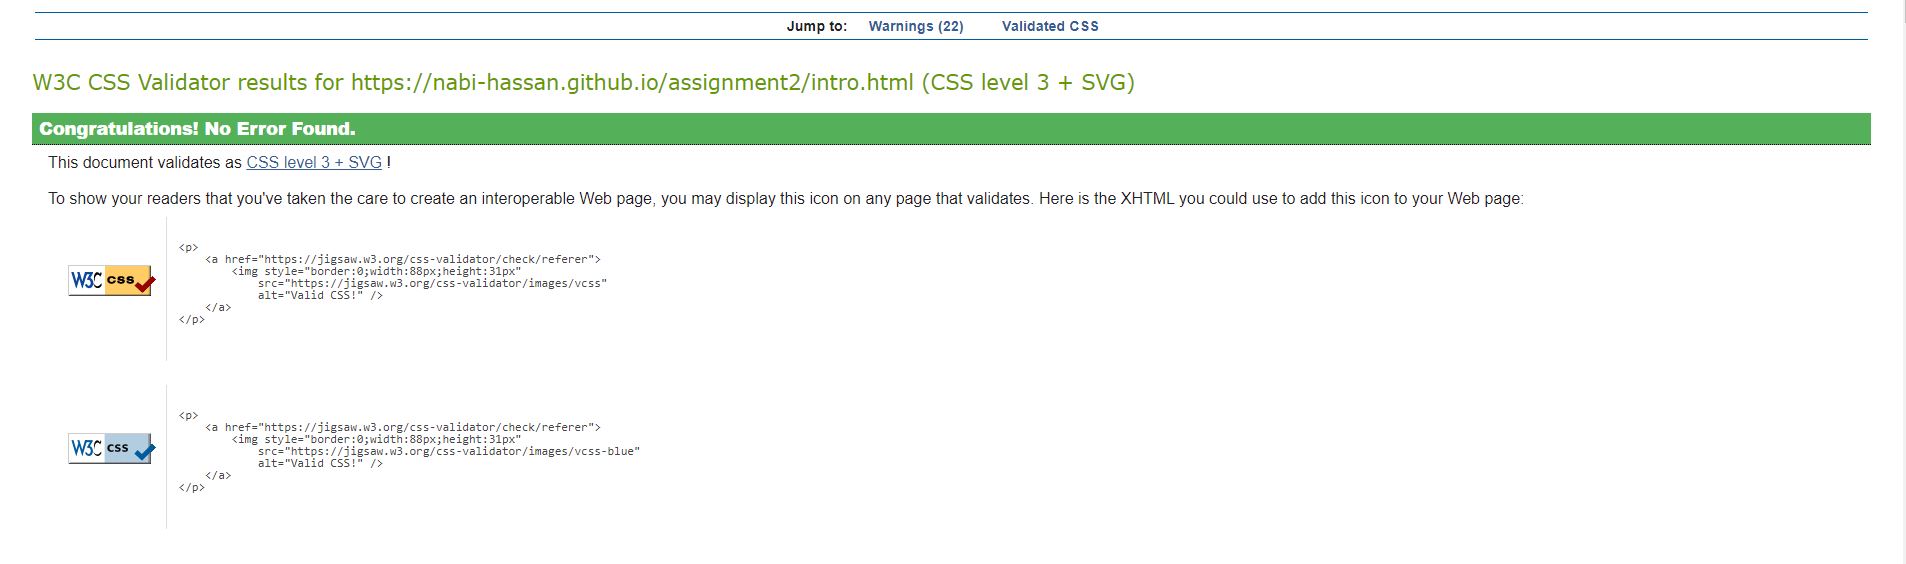 Jump to: Warnings (22) Validated CSS
W3C CSS Validator results for https://nabi-hassan.github.io/assignment2/intro.html (CSS level 3 + SVG)
Congratulations! No Error Found.
This document validates as CSS level 3 + SVG !
To show your readers that you've taken the care to create an interoperable Web page, you may display this icon on any page that validates. Here is the XHTML you could use to add this icon to your Web page:
W3C css
<p>
    <a href="https://jigsaw.w3.org/css-validator/check/referer">
        <img style="border:0;width:88px;height:31px"
            src="https://jigsaw.w3.org/css-validator/images/vcss"
            alt="Valid CSS!" />
    </a>
</p>
W3C css
<p>
    <a href="https://jigsaw.w3.org/css-validator/check/referer">
        <img style="border:0;width:88px;height:31px"
            src="https://jigsaw.w3.org/css-validator/images/vcss-blue"
            alt="Valid CSS!" />
    </a>
</p>